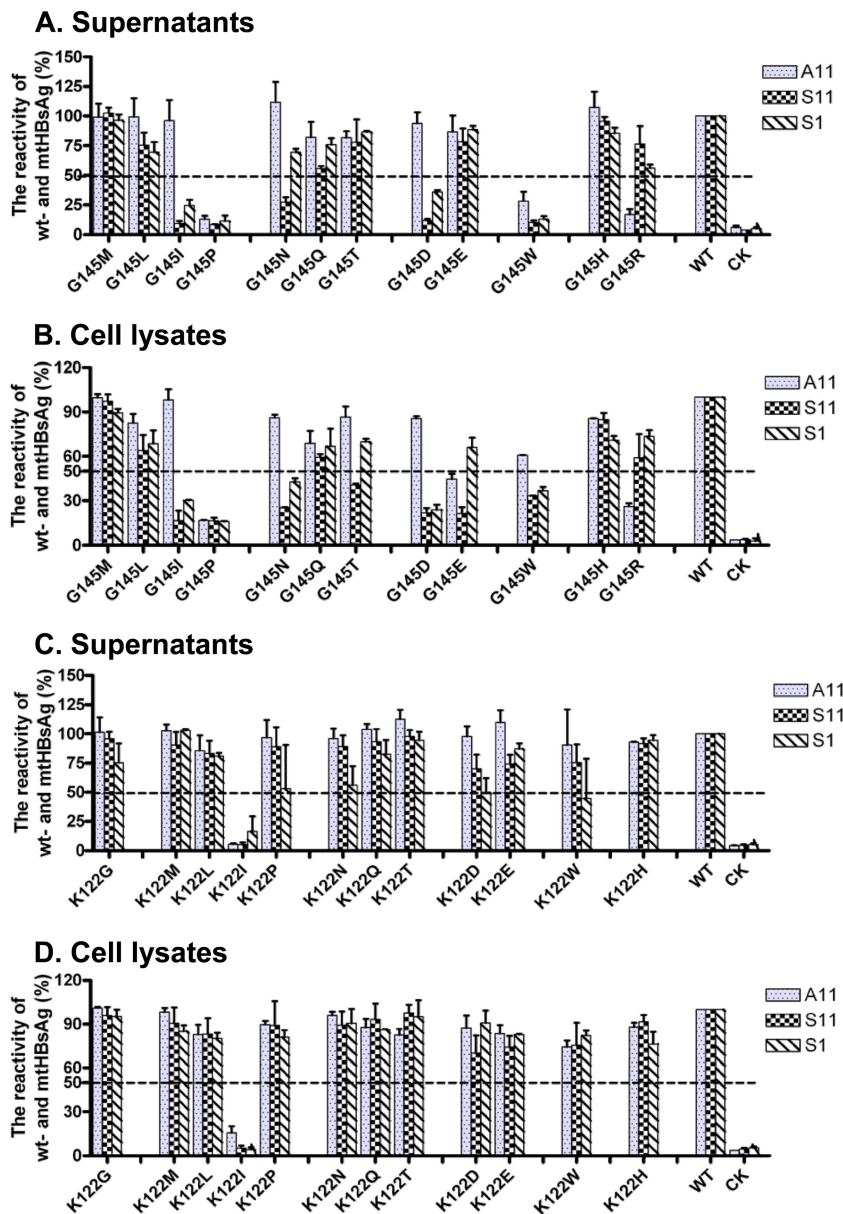 A. Supernatants
The reactivity of
wt- and mtHBsAg (%)
150
125
100
75
50
25
0
G145M
G145L
G145I
G145P
G145N
G145Q
G145T
G145D
G145E
G145W
G145H
G145R
WT
CK
A11
S11
S1
B. Cell lysates
The reactivity of
wt- and mtHBsAg (%)
120
90
60
50
30
0
G145M
G145L
G145I
G145P
G145N
G145Q
G145T
G145D
G145E
G145W
G145H
G145R
WT
CK
A11
S11
S1
C. Supernatants
The reactivity of
wt- and mtHBsAg (%)
150
125
100
75
50
25
0
K122G
K122M
K122L
K122I
K122P
K122N
K122Q
K122T
K122D
K122E
K122W
K122H
WT
CK
A11
S11
S1
D. Cell lysates
The reactivity of
wt- and mtHBsAg (%)
120
90
60
50
30
0
K122G
K122M
K122L
K122I
K122P
K122N
K122Q
K122T
K122D
K122E
K122W
K122H
WT
CK
A11
S11
S1